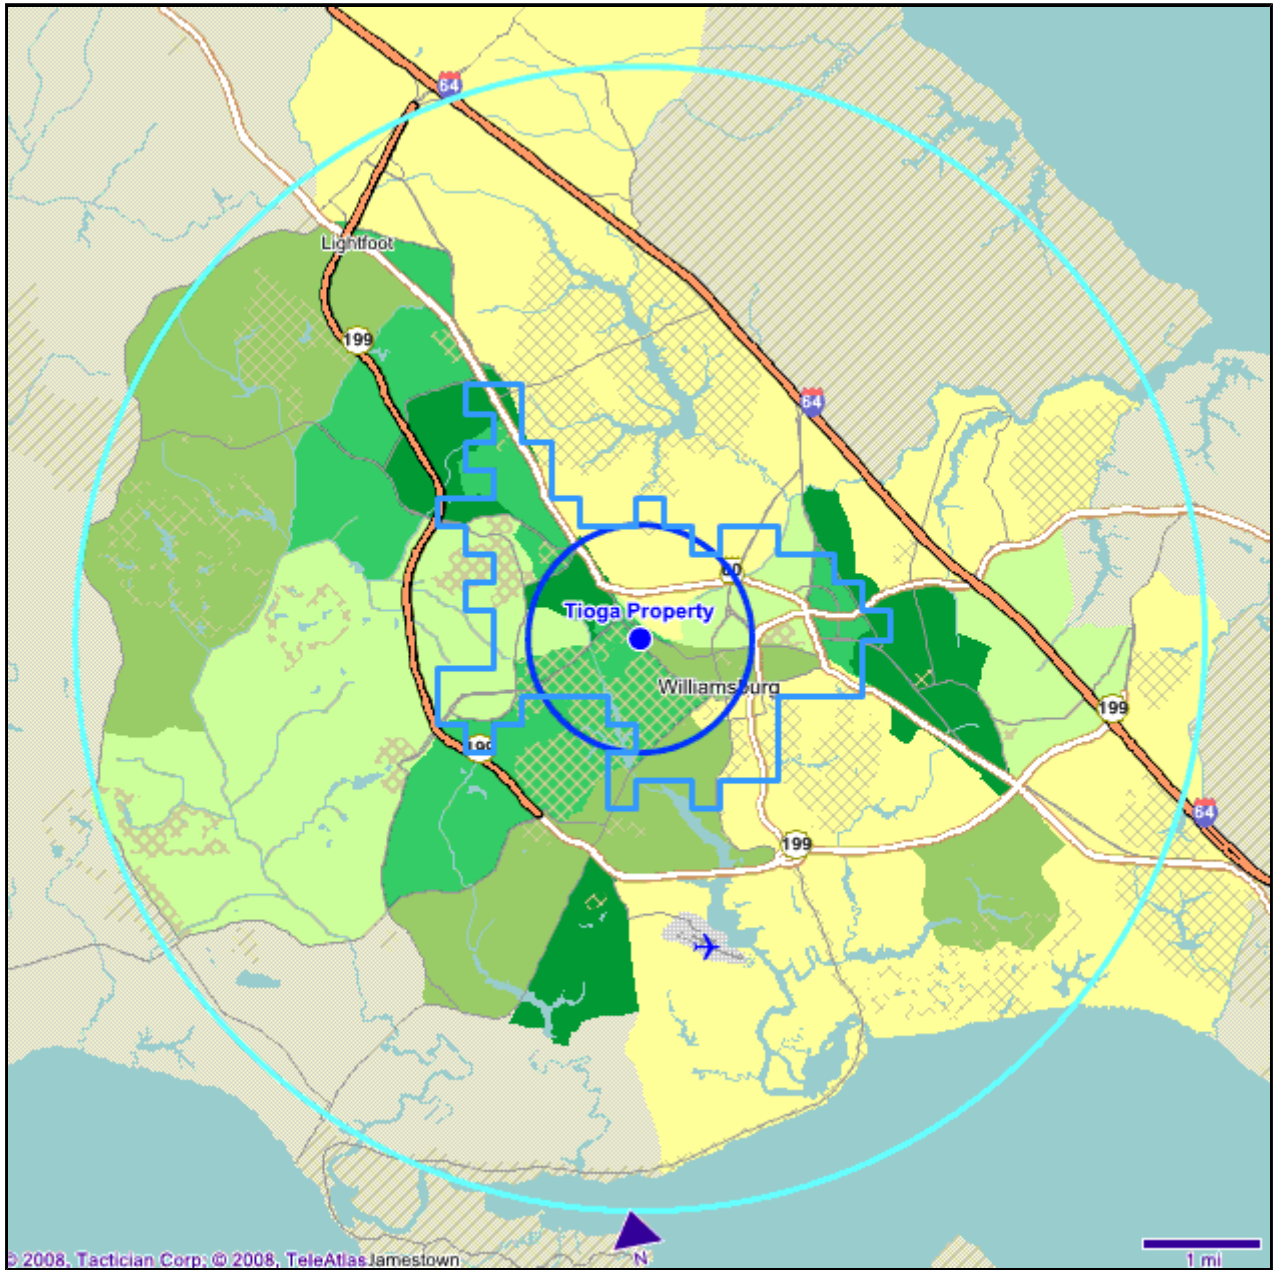 64
Lightfoot
199
64
60
Tioga Property
Williamsburg
199
199
64
199
N
© 2008, Tactician Corp; © 2008, TeleAtlas Jamestown
1 mi